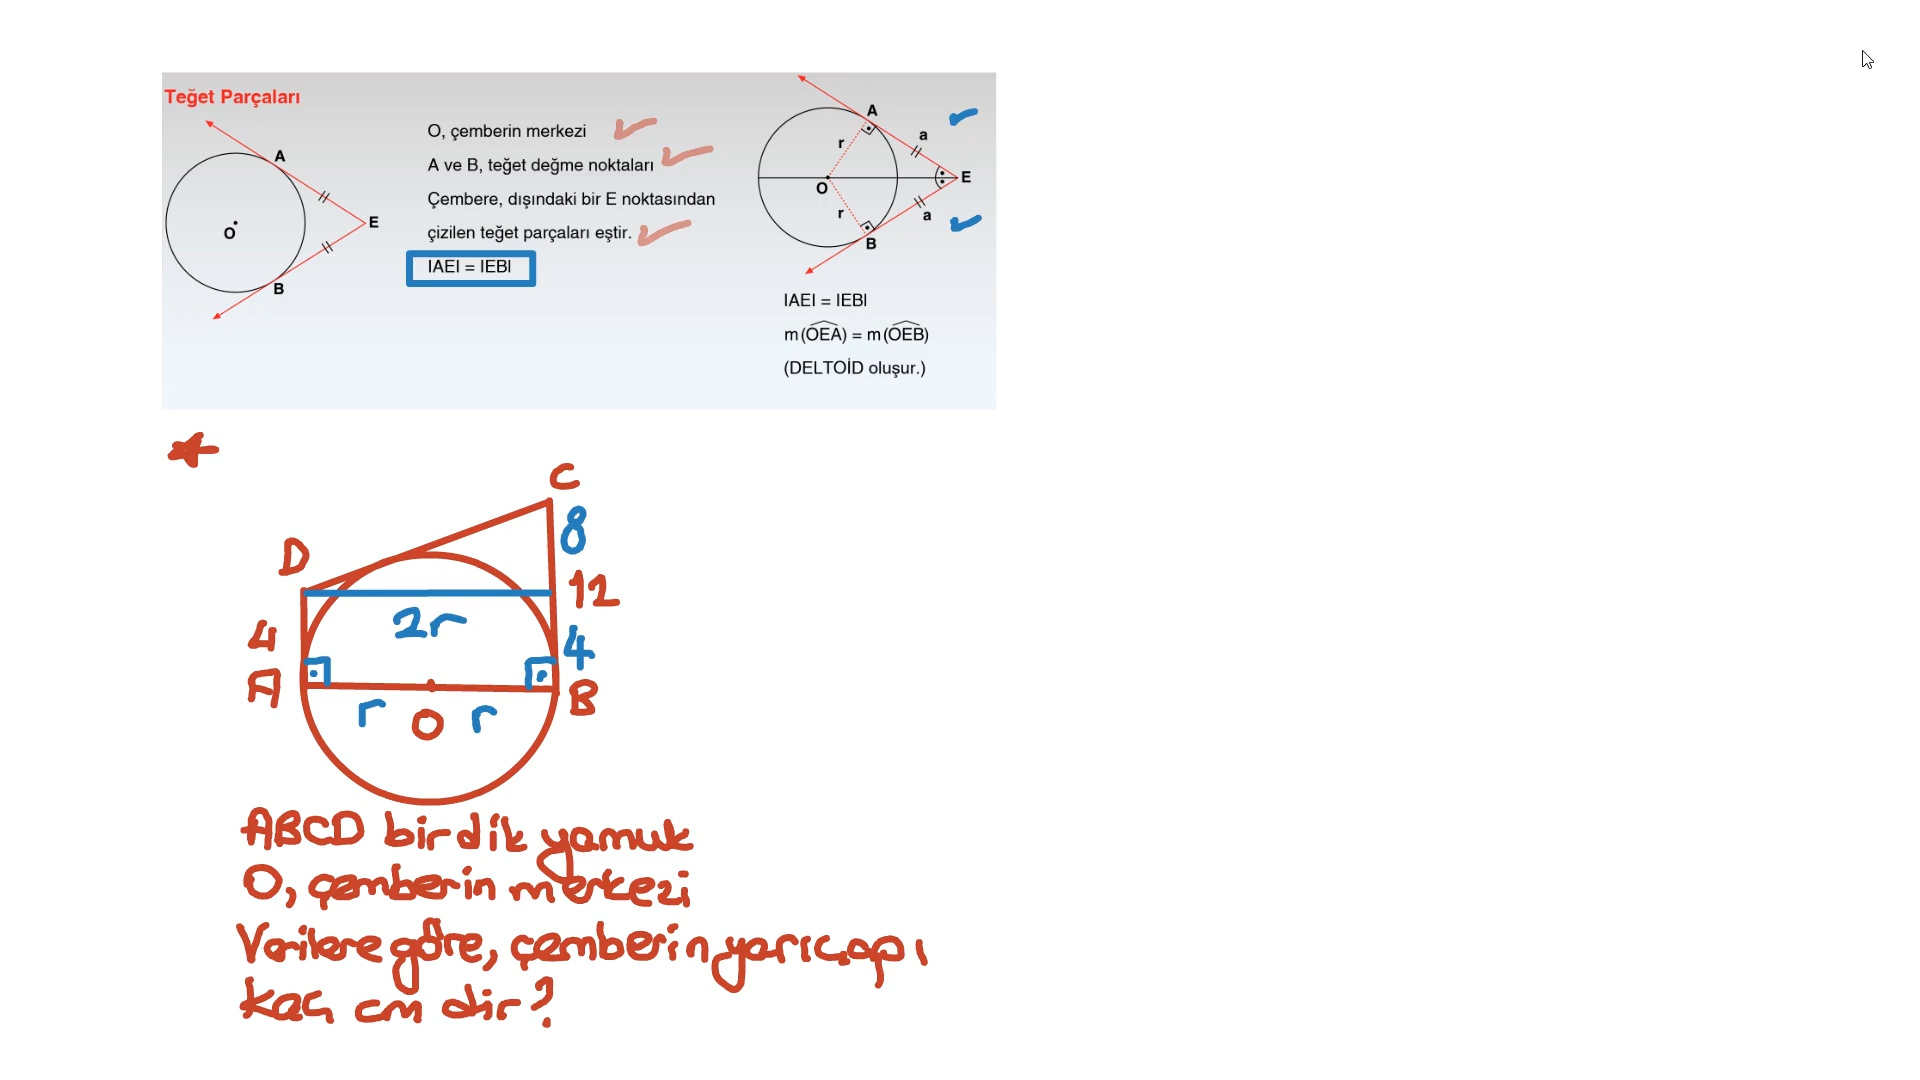 Teğet Parçaları
A
E
O
B
O, çemberin merkezi
A ve B, teğet değme noktaları
Çembere, dışındaki bir E noktasından
çizilen teğet parçaları eştir.
IAEI = IEBI
A
a
r
E
O
r
a
B
IAEI = IEBI
m(OEA) = m(OEB)
(DELTOİD oluşur.)
C
8
D
12
2r
4
4
A
B
r O r
ABCD bir dik yamuk
O, çemberin merkezi
Verilere göre, çemberin yarıçapı
kaç cm dir?